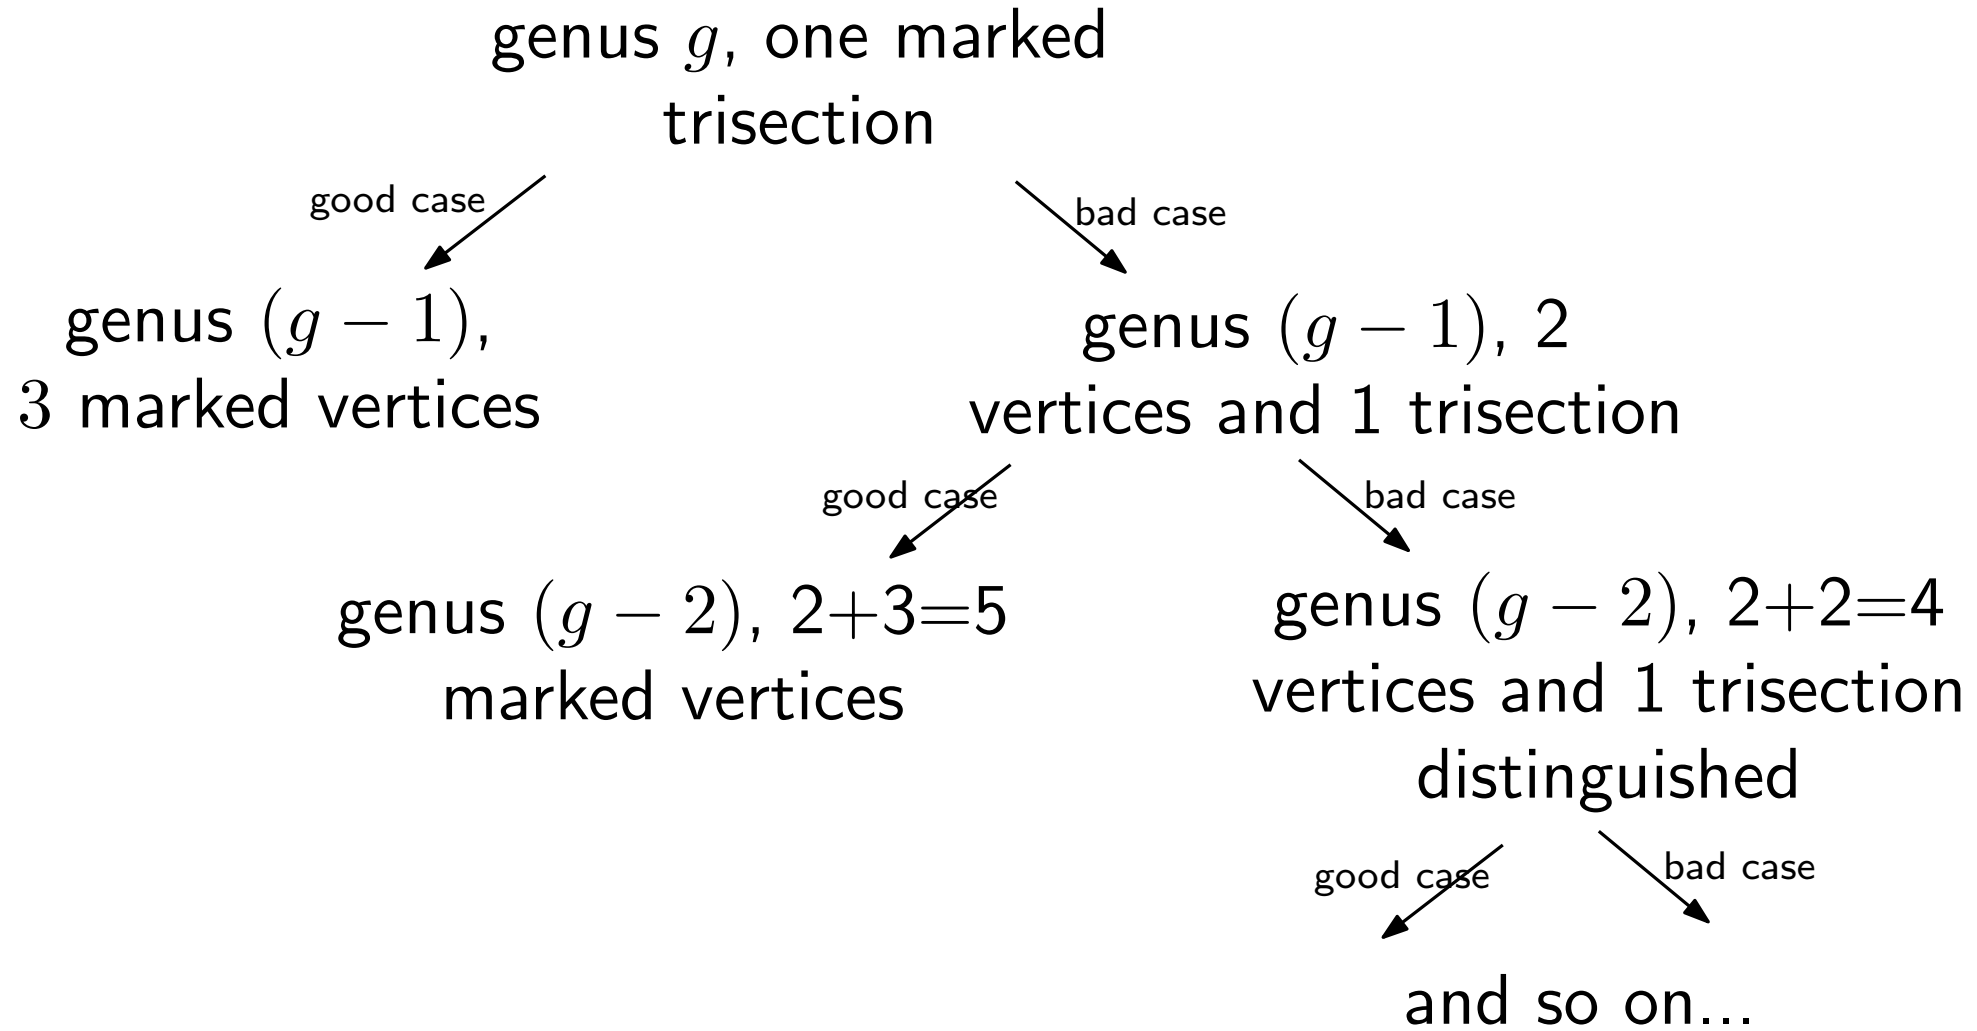 genus g, one marked
trisection
good case
bad case
genus (g − 1),
3 marked vertices
genus (g − 1), 2
vertices and 1 trisection
good case
bad case
genus (g − 2), 2+3=5
marked vertices
genus (g − 2), 2+2=4
vertices and 1 trisection
distinguished
good case
bad case
and so on...